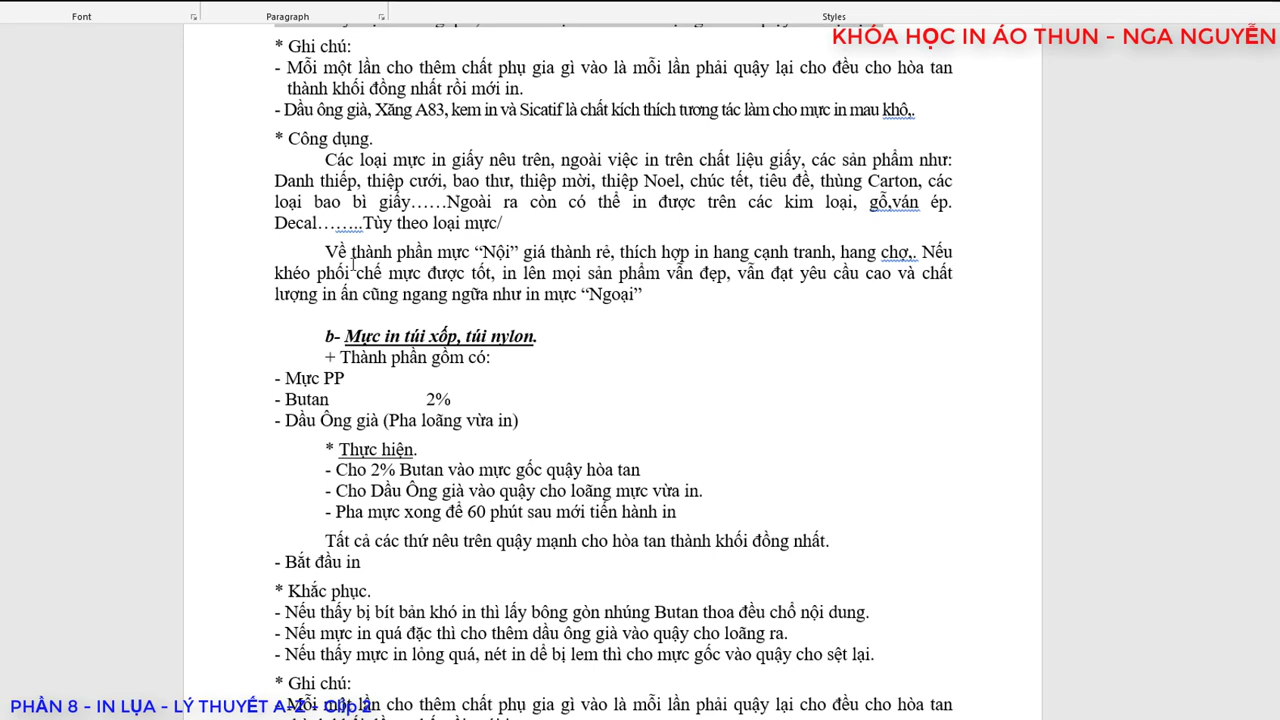 Font Paragraph Styles
KHÓA HỌC IN ÁO THUN - NGA NGUYỄN
* Ghi chú:
- Mỗi một lần cho thêm chất phụ gia gì vào là mỗi lần phải quậy lại cho đều cho hòa tan
thành khối đồng nhất rồi mới in.
- Dầu ông già, Xăng A83, kem in và Sicatif là chất kích thích tương tác làm cho mực in mau khô,.
* Công dụng.
Các loại mực in giấy nêu trên, ngoài việc in trên chất liệu giấy, các sản phẩm như:
Danh thiếp, thiệp cưới, bao thư, thiệp mời, thiệp Noel, chúc tết, tiêu đề, thùng Carton, các
loại bao bì giấy……Ngoài ra còn có thể in được trên các kim loại, gỗ,ván ép.
Decal……..Tùy theo loại mực/
Về thành phần mực “Nội” giá thành rẻ, thích hợp in hang cạnh tranh, hang chợ,. Nếu
khéo phối chế mực được tốt, in lên mọi sản phẩm vẫn đẹp, vẫn đạt yêu cầu cao và chất
lượng in ấn cũng ngang ngữa như in mực “Ngoại”
b- Mực in túi xốp, túi nylon.
+ Thành phần gồm có:
- Mực PP
- Butan 2%
- Dầu Ông già (Pha loãng vừa in)
* Thực hiện.
- Cho 2% Butan vào mực gốc quậy hòa tan
- Cho Dầu Ông già vào quậy cho loãng mực vừa in.
- Pha mực xong để 60 phút sau mới tiến hành in
Tất cả các thứ nêu trên quậy mạnh cho hòa tan thành khối đồng nhất.
- Bắt đầu in
* Khắc phục.
- Nếu thấy bị bít bản khó in thì lấy bông gòn nhúng Butan thoa đều chổ nội dung.
- Nếu mực in quá đặc thì cho thêm dầu ông già vào quậy cho loãng ra.
- Nếu thấy mực in lỏng quá, nét in dể bị lem thì cho mực gốc vào quậy cho sệt lại.
* Ghi chú:
- Mỗi một lần cho thêm chất phụ gia gì vào là mỗi lần phải quậy lại cho đều cho hòa tan
PHẦN 8 - IN LỤA - LÝ THUYẾT A-Z - Clip 2